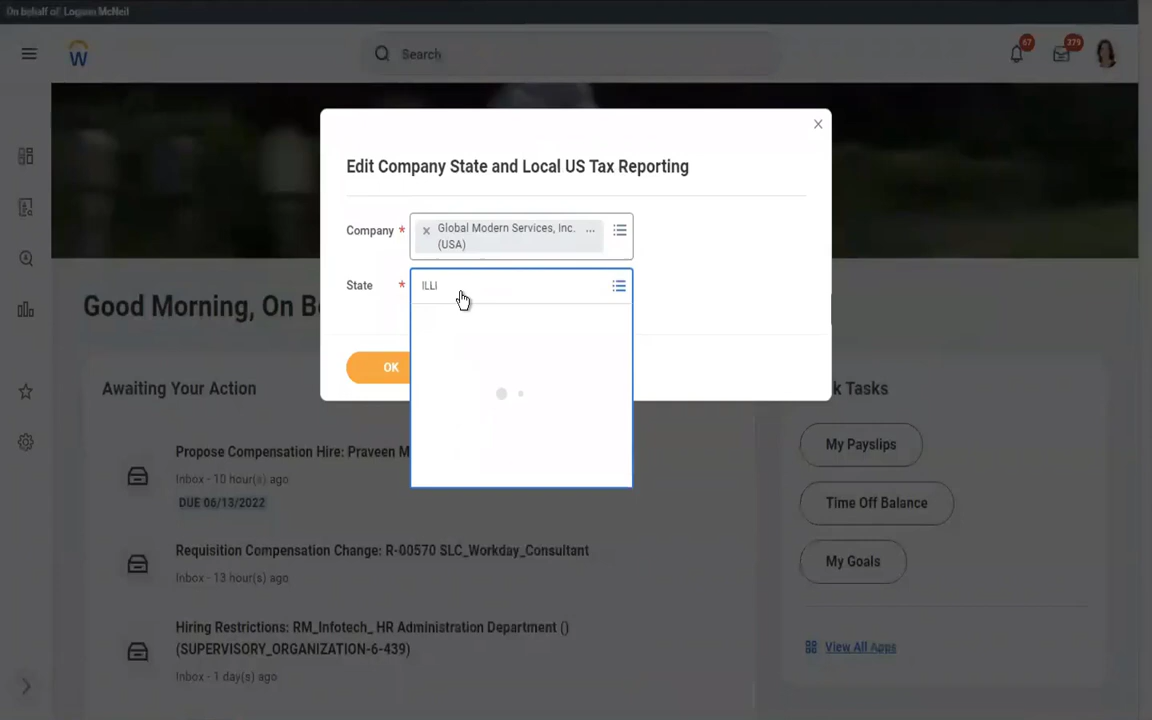 On behalf of: Logann McNeil
W
Search
67
279
Edit Company State and Local US Tax Reporting
Company *
Global Modern Services, Inc. ...
(USA)
State *
ILLI
OK
Good Morning, On B
Awaiting Your Action
Propose Compensation Hire: Praveen M
Inbox - 10 hour(s) ago
DUE 06/13/2022
Requisition Compensation Change: R-00570 SLC_Workday_Consultant
Inbox - 13 hour(s) ago
Hiring Restrictions: RM_Infotech_ HR Administration Department ()
(SUPERVISORY_ORGANIZATION-6-439)
Inbox - 1 day(s) ago
k Tasks
My Payslips
Time Off Balance
My Goals
View All Apps